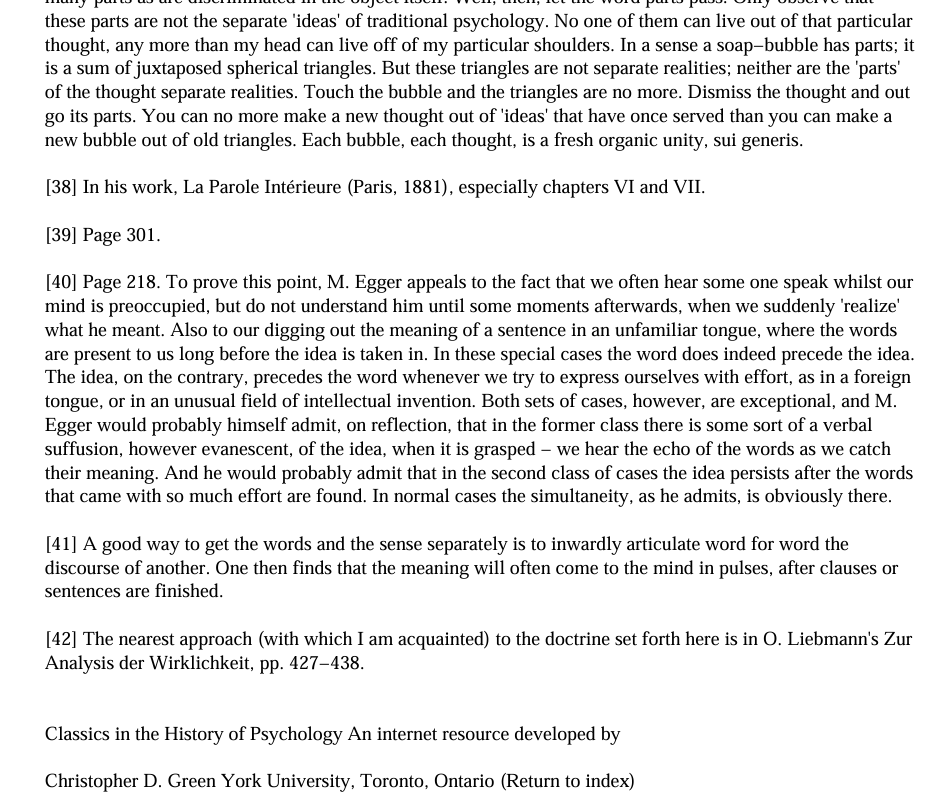 many parts as are discriminated in the object itself. Well, then, let the word parts pass. Only observe that
these parts are not the separate 'ideas' of traditional psychology. No one of them can live out of that particular
thought, any more than my head can live off of my particular shoulders. In a sense a soap–bubble has parts; it
is a sum of juxtaposed spherical triangles. But these triangles are not separate realities; neither are the 'parts'
of the thought separate realities. Touch the bubble and the triangles are no more. Dismiss the thought and out
go its parts. You can no more make a new thought out of 'ideas' that have once served than you can make a
new bubble out of old triangles. Each bubble, each thought, is a fresh organic unity, sui generis.
[38] In his work, La Parole Intérieure (Paris, 1881), especially chapters VI and VII.
[39] Page 301.
[40] Page 218. To prove this point, M. Egger appeals to the fact that we often hear some one speak whilst our
mind is preoccupied, but do not understand him until some moments afterwards, when we suddenly 'realize'
what he meant. Also to our digging out the meaning of a sentence in an unfamiliar tongue, where the words
are present to us long before the idea is taken in. In these special cases the word does indeed precede the idea.
The idea, on the contrary, precedes the word whenever we try to express ourselves with effort, as in a foreign
tongue, or in an unusual field of intellectual invention. Both sets of cases, however, are exceptional, and M.
Egger would probably himself admit, on reflection, that in the former class there is some sort of a verbal
suffusion, however evanescent, of the idea, when it is grasped – we hear the echo of the words as we catch
their meaning. And he would probably admit that in the second class of cases the idea persists after the words
that came with so much effort are found. In normal cases the simultaneity, as he admits, is obviously there.
[41] A good way to get the words and the sense separately is to inwardly articulate word for word the
discourse of another. One then finds that the meaning will often come to the mind in pulses, after clauses or
sentences are finished.
[42] The nearest approach (with which I am acquainted) to the doctrine set forth here is in O. Liebmann's Zur
Analysis der Wirklichkeit, pp. 427–438.
Classics in the History of Psychology An internet resource developed by
Christopher D. Green York University, Toronto, Ontario (Return to index)